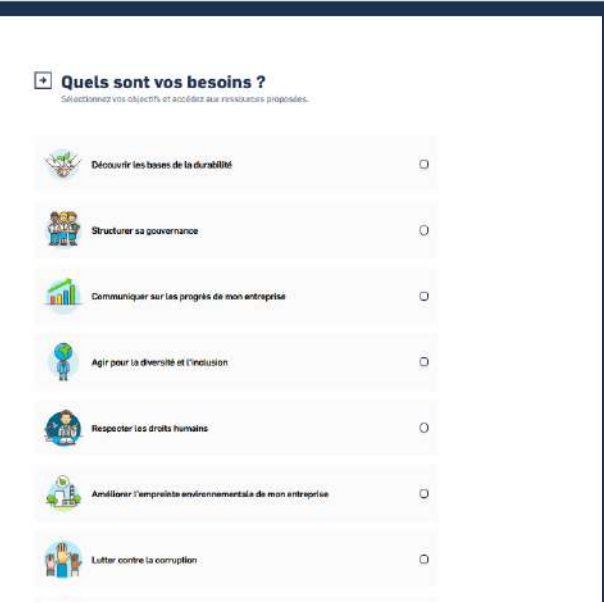 Quels sont vos besoins ?
Sélectionnez vos objectifs et accédez aux ressources proposées.
Découvrir les bases de la durabilité
Structurer sa gouvernance
Communiquer sur les progrès de mon entreprise
Agir pour la diversité et l'inclusion
Respecter les droits humains
Améliorer l'empreinte environnementale de mon entreprise
Lutter contre la corruption